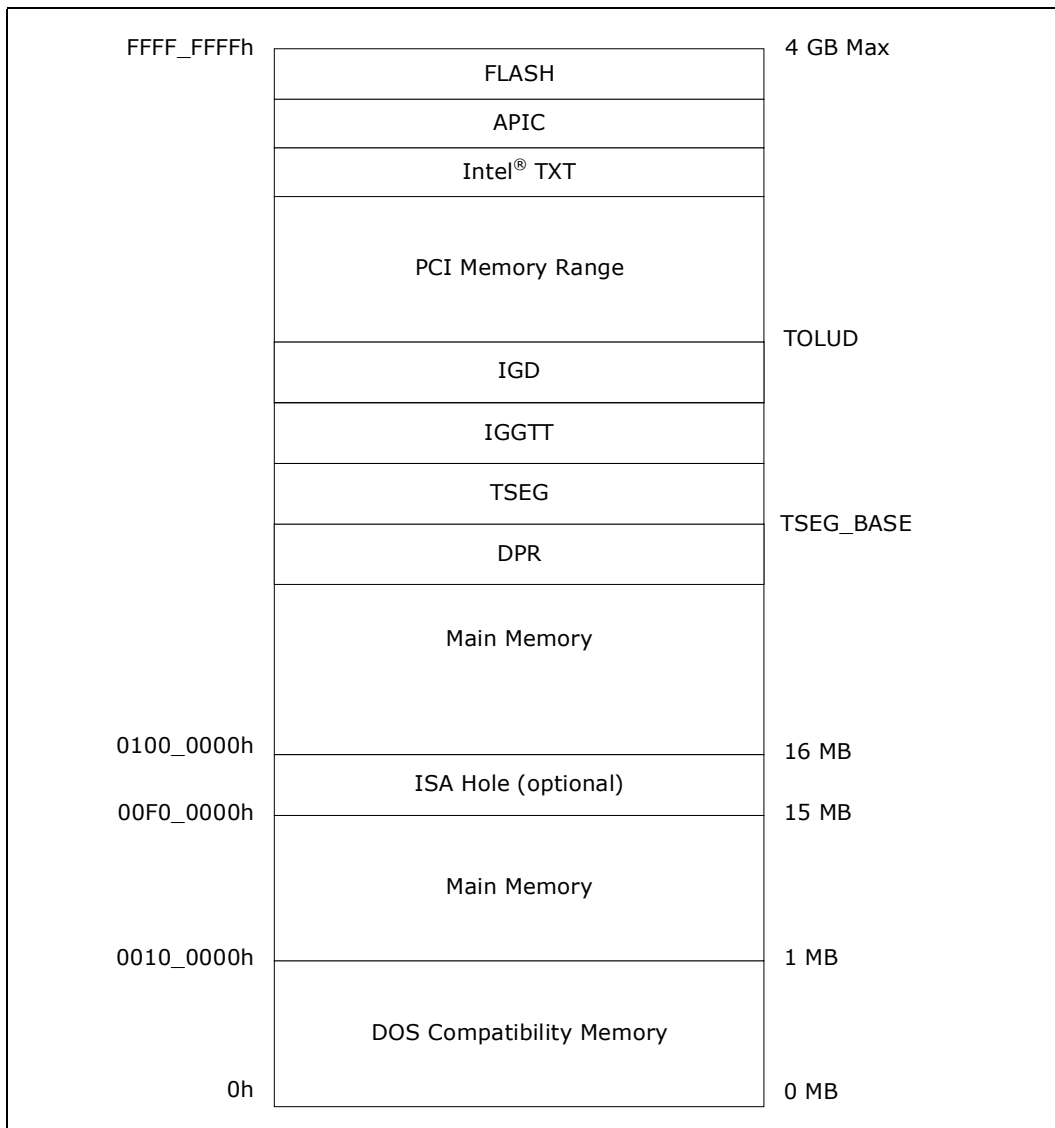 FFFF_FFFFh 4 GB Max
FLASH
APIC
Intel® TXT
PCI Memory Range
TOLUD
IGD
IGGTT
TSEG
TSEG_BASE
DPR
Main Memory
0100_0000h 16 MB
ISA Hole (optional)
00F0_0000h 15 MB
Main Memory
0010_0000h 1 MB
DOS Compatibility Memory
0h 0 MB